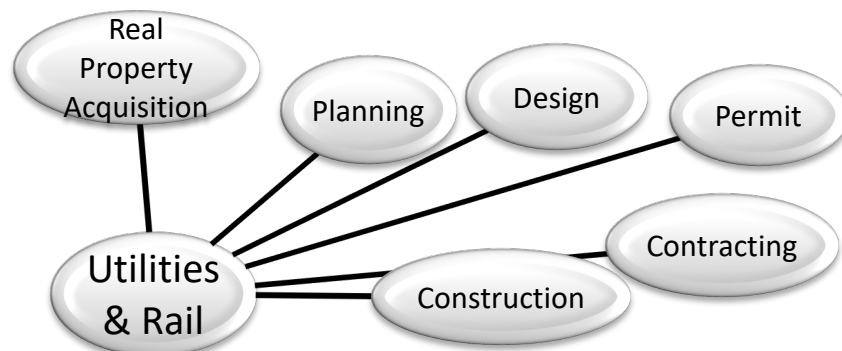 Real
Property
Acquisition
Planning
Design
Permit
Contracting
Construction
Utilities
& Rail